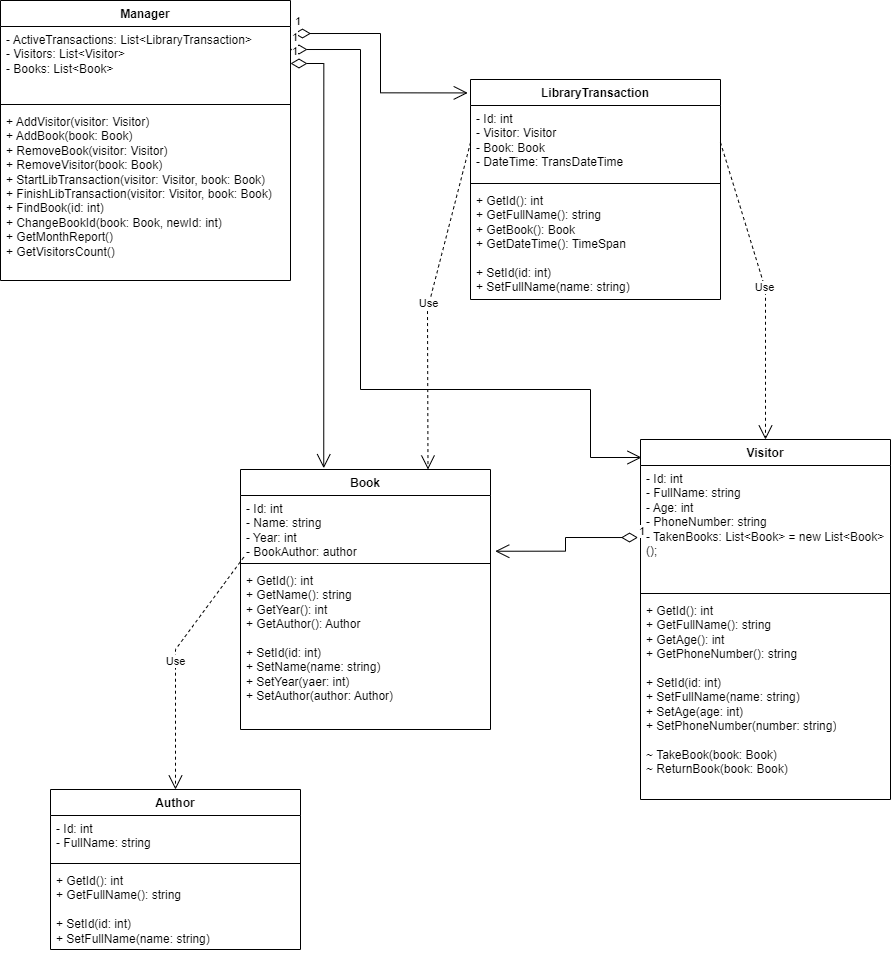 Manager
- ActiveTransactions: List<LibraryTransaction>
- Visitors: List<Visitor>
- Books: List<Book>
+ AddVisitor(visitor: Visitor)
+ AddBook(book: Book)
+ RemoveBook(visitor: Visitor)
+ RemoveVisitor(book: Book)
+ StartLibTransaction(visitor: Visitor, book: Book)
+ FinishLibTransaction(visitor: Visitor, book: Book)
+ FindBook(id: int)
+ ChangeBookId(book: Book, newId: int)
+ GetMonthReport()
+ GetVisitorsCount()
1
1
1
LibraryTransaction
- Id: int
- Visitor: Visitor
- Book: Book
- DateTime: TransDateTime
+ GetId(): int
+ GetFullName(): string
+ GetBook(): Book
+ GetDateTime(): TimeSpan
+ SetId(id: int)
+ SetFullName(name: string)
Use
Use
Visitor
- Id: int
- FullName: string
- Age: int
- PhoneNumber: string
- TakenBooks: List<Book> = new List<Book>
();
1
+ GetId(): int
+ GetFullName(): string
+ GetAge(): int
+ GetPhoneNumber(): string
+ SetId(id: int)
+ SetFullName(name: string)
+ SetAge(age: int)
+ SetPhoneNumber(number: string)
~ TakeBook(book: Book)
~ ReturnBook(book: Book)
Book
- Id: int
- Name: string
- Year: int
- BookAuthor: author
+ GetId(): int
+ GetName(): string
+ GetYear(): int
+ GetAuthor(): Author
+ SetId(id: int)
+ SetName(name: string)
+ SetYear(yaer: int)
+ SetAuthor(author: Author)
Use
Author
- Id: int
- FullName: string
+ GetId(): int
+ GetFullName(): string
+ SetId(id: int)
+ SetFullName(name: string)